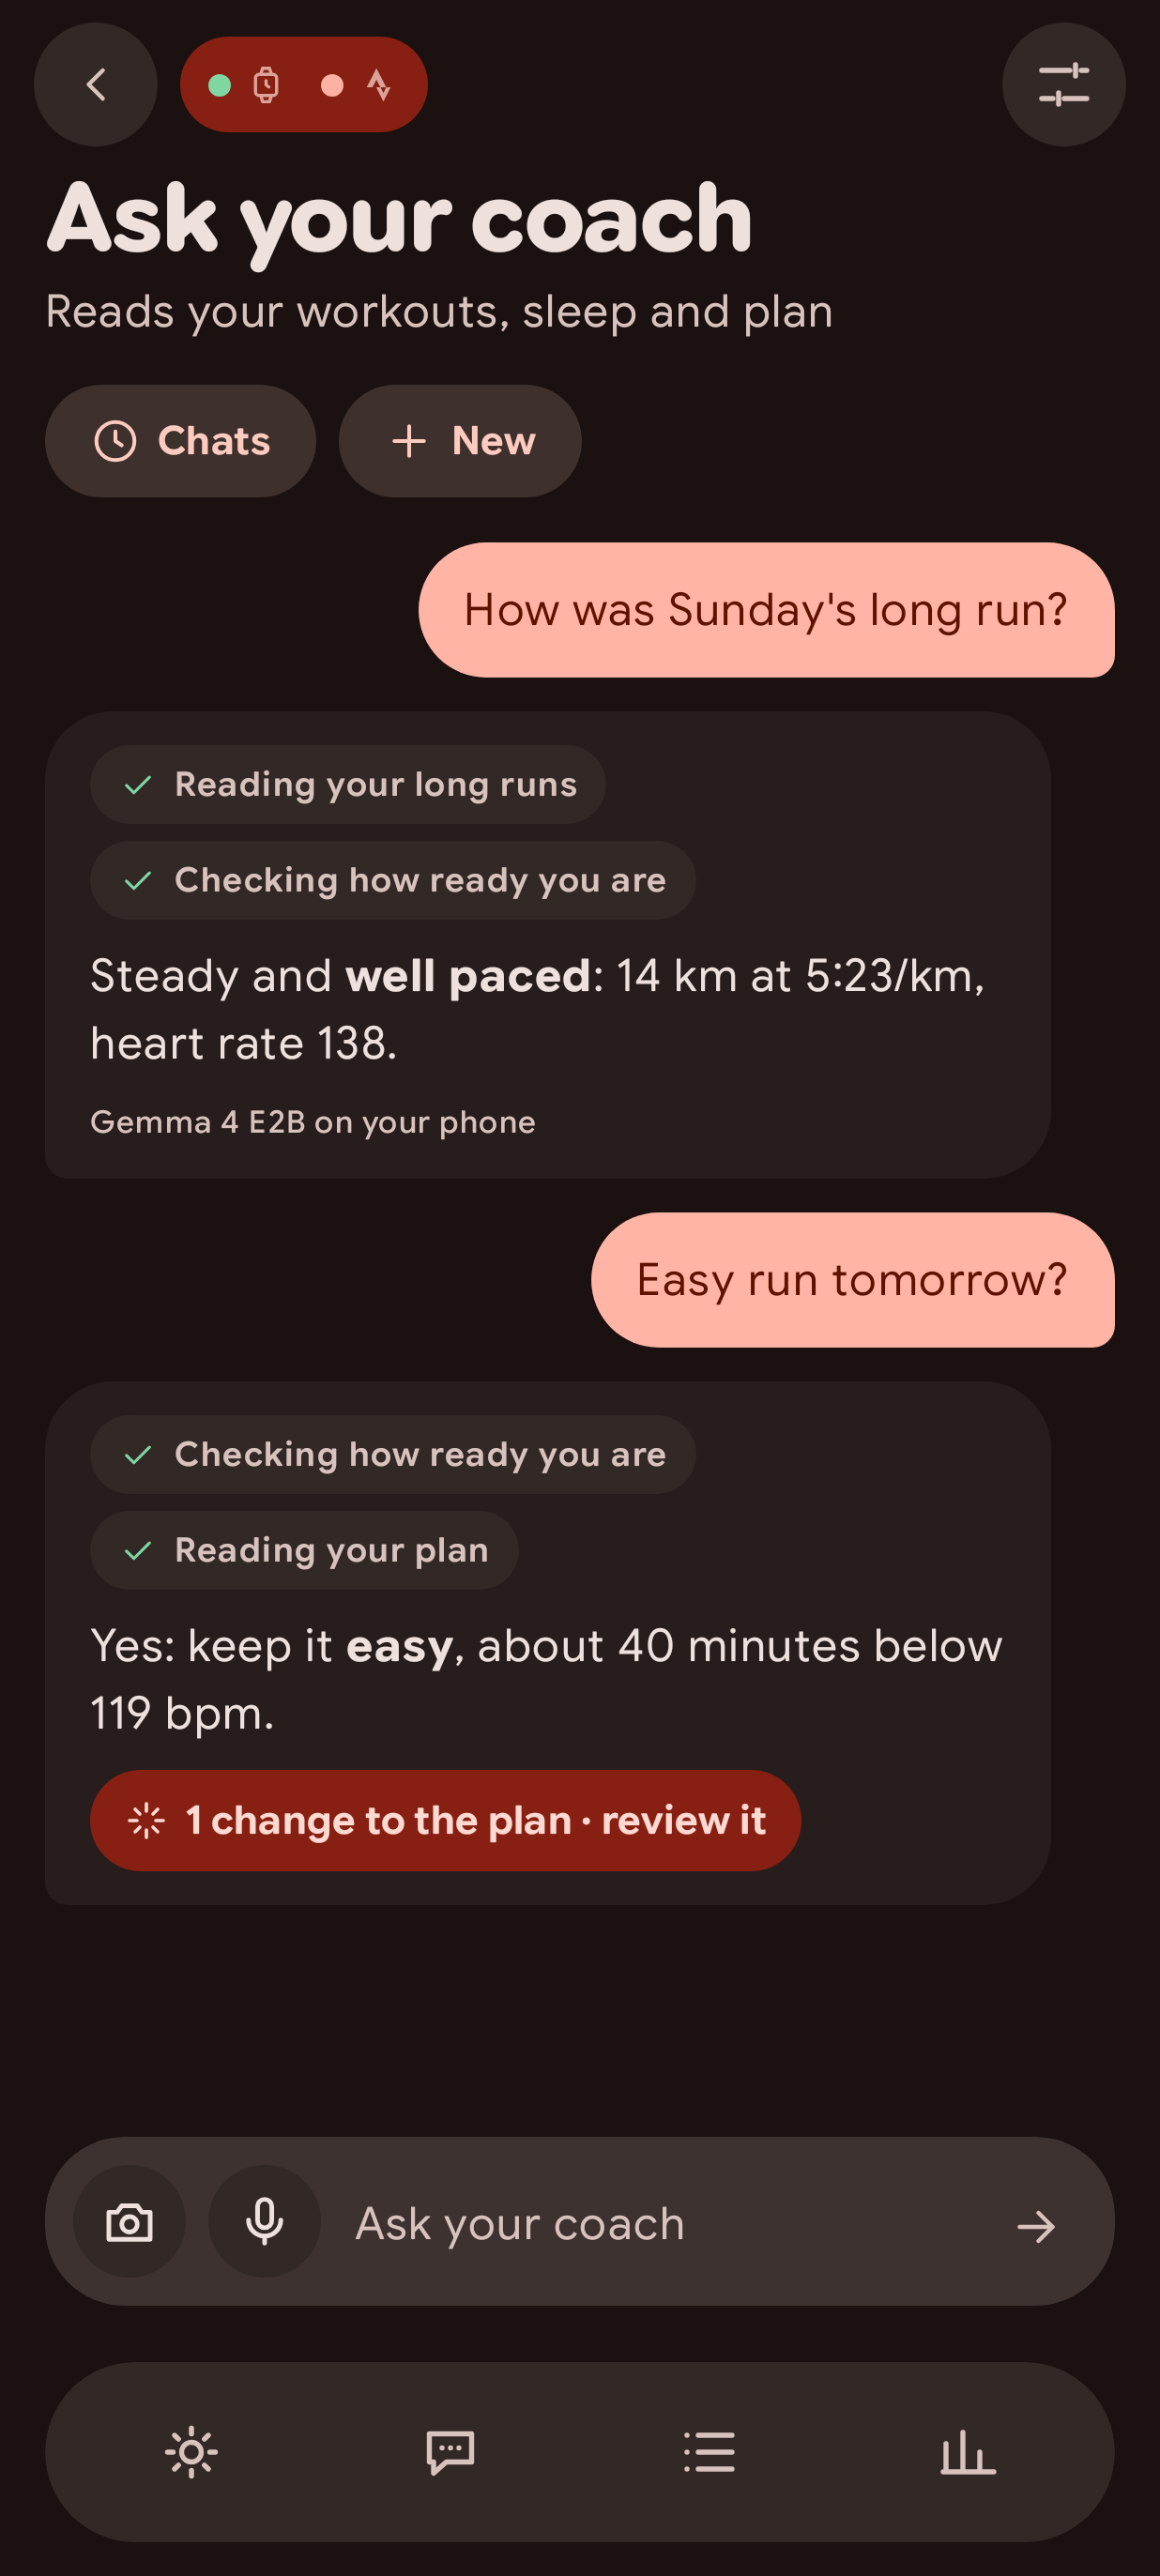 Ask your coach
Reads your workouts, sleep and plan
Chats
New
How was Sunday's long run?
Reading your long runs
Checking how ready you are
Steady and well paced: 14 km at 5:23/km,
heart rate 138.
Gemma 4 E2B on your phone
Easy run tomorrow?
Checking how ready you are
Reading your plan
Yes: keep it easy, about 40 minutes below
119 bpm.
1 change to the plan · review it
Ask your coach